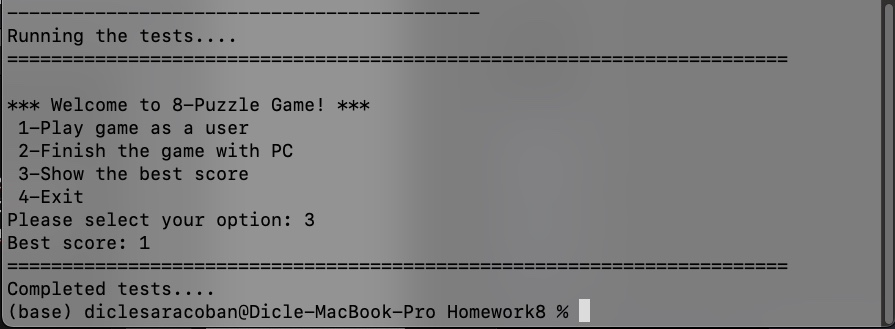 -------------------------------------------
Running the tests....
=======================================================================
*** Welcome to 8-Puzzle Game! ***
 1-Play game as a user
 2-Finish the game with PC
 3-Show the best score
 4-Exit
Please select your option: 3
Best score: 1
=======================================================================
Completed tests....
(base) diclesaracoban@Dicle-MacBook-Pro Homework8 %